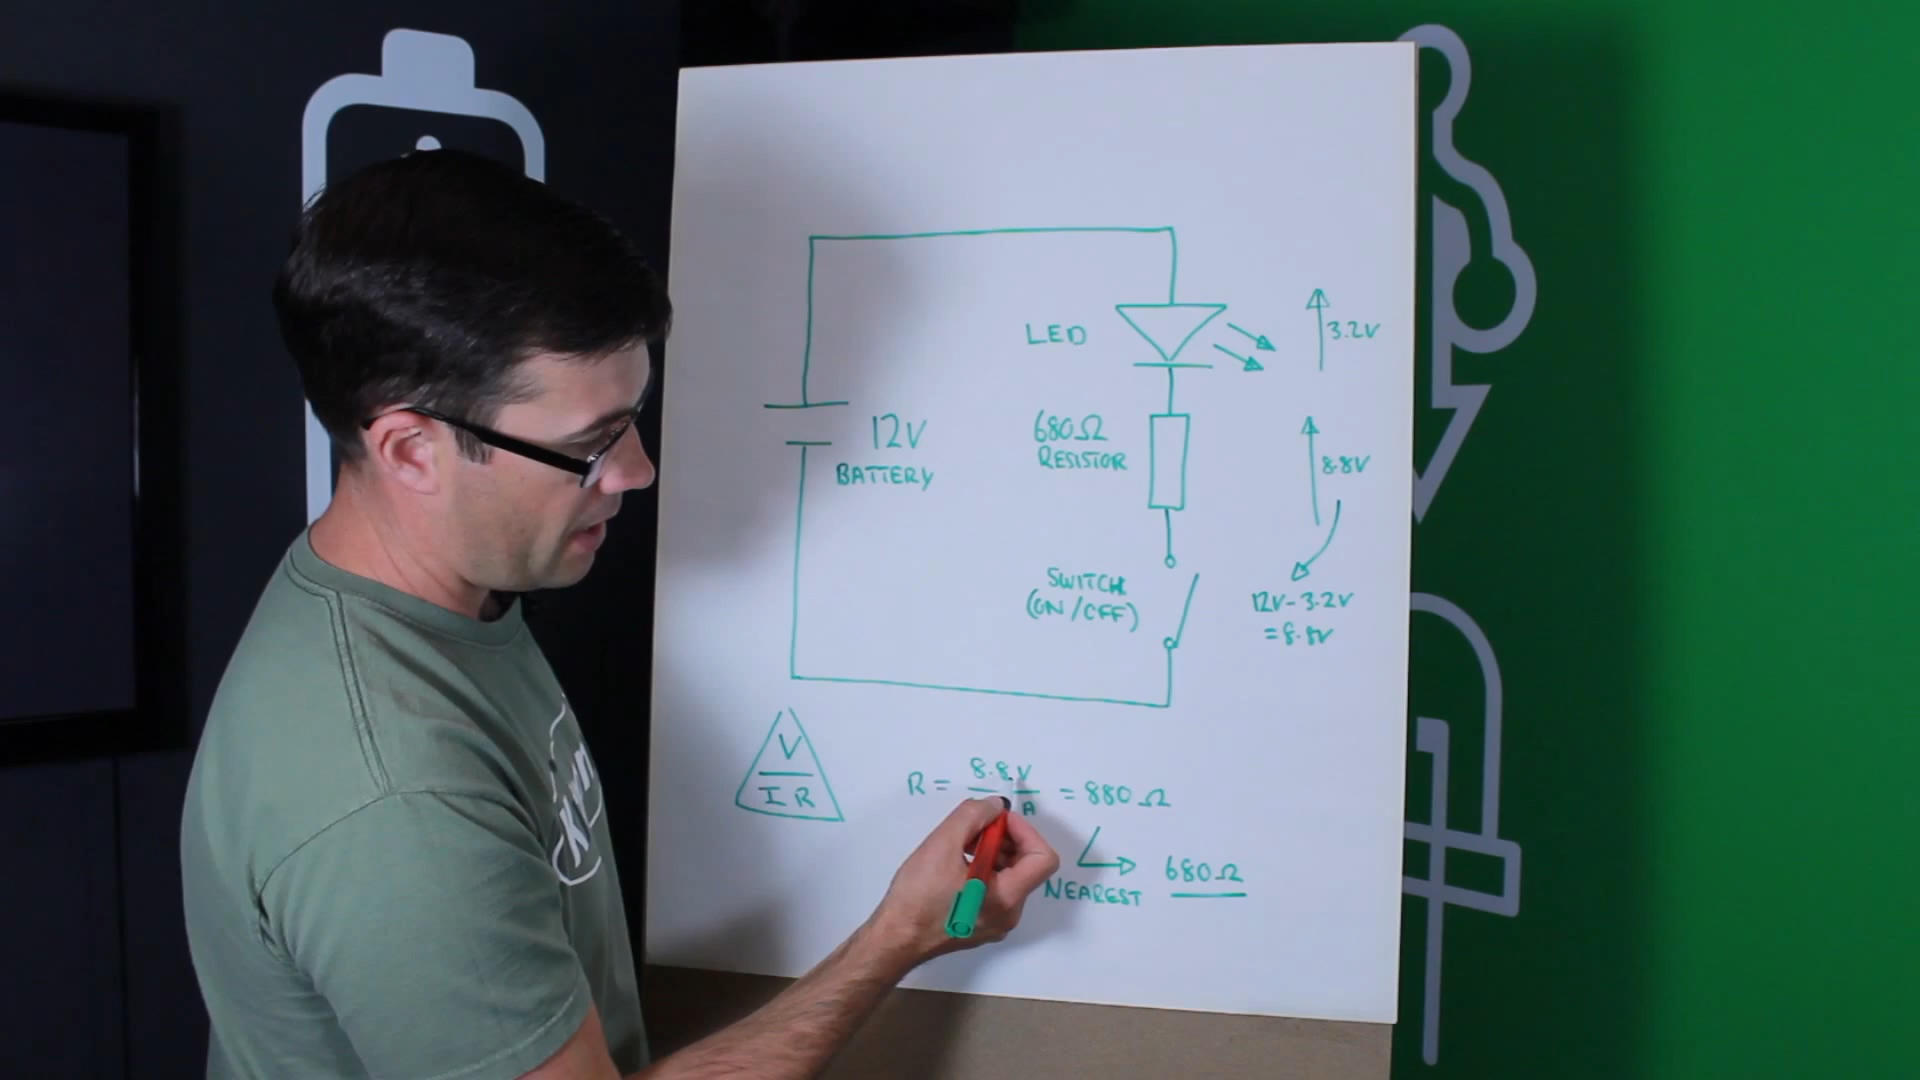 LED
3.2V
12V
BATTERY
680Ω
RESISTOR
8.8V
SWITCH
(ON/OFF)
12V-3.2V
=8.8V
V
I R
R = 8.8V
A
= 880Ω
NEAREST
680Ω